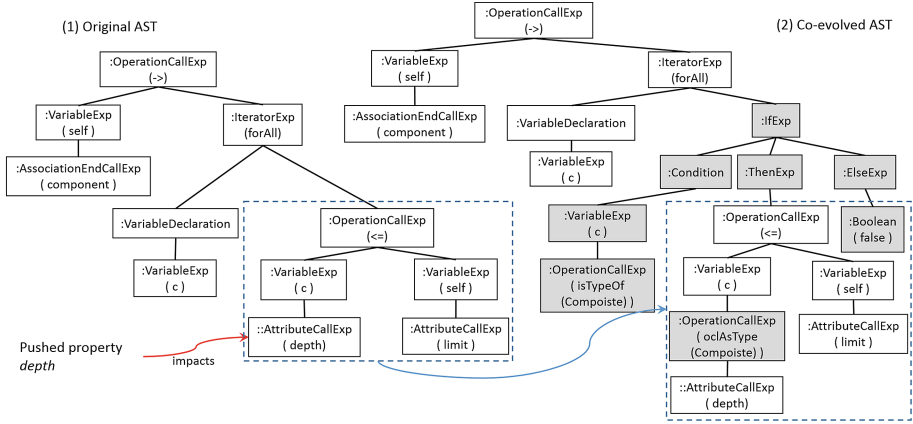 (1) Original AST
:OperationCallExp
(->)
:VariableExp
( self )
:IteratorExp
(forAll)
:AssociationEndCallExp
( component )
:VariableDeclaration
:OperationCallExp
(<=)
:VariableExp
( c )
:VariableExp
( c )
:VariableExp
( self )
::AttributeCallExp
(depth)
:AttributeCallExp
( limit )
Pushed property
depth
impacts
(2) Co-evolved AST
:OperationCallExp
(->)
:VariableExp
( self )
:IteratorExp
(forAll)
:AssociationEndCallExp
( component )
:VariableDeclaration
:IfExp
:VariableExp
( c )
:Condition
:ThenExp
:ElseExp
:VariableExp
( c )
:OperationCallExp
(<=)
:Boolean
( false )
:OperationCallExp
( isTypeOf
(Compoiste) )
:VariableExp
( c )
:VariableExp
( self )
:OperationCallExp
( oclAsType
(Compoiste) )
:AttributeCallExp
( limit )
::AttributeCallExp
( depth)